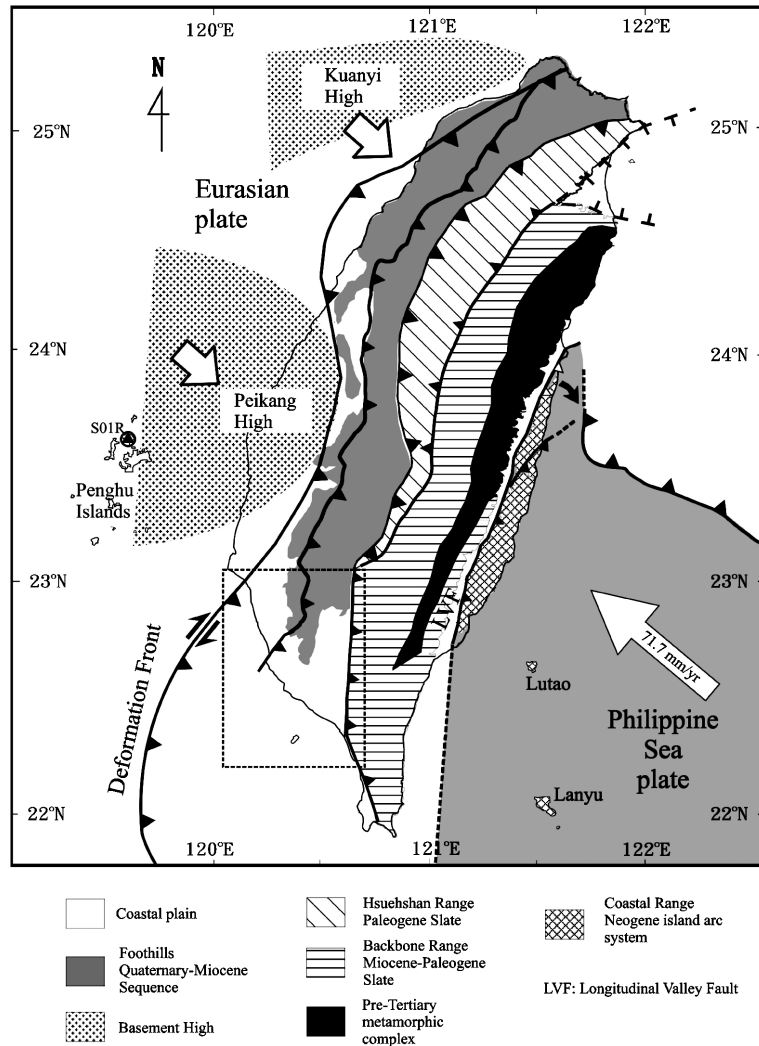 120°E
121°E
122°E
N
Kuanyi
High
25°N
25°N
Eurasian
plate
24°N
24°N
Peikang
High
S01R
Penghu
Islands
23°N
23°N
LVF
71.7 mm/yr
Lutao
Deformation Front
Philippine
Sea
plate
Lanyu
22°N
22°N
120°E
121°E
122°E
Coastal plain
Foothills
Quaternary-Miocene
Sequence
Basement High
Hsuehshan Range
Paleogene Slate
Backbone Range
Miocene-Paleogene
Slate
Pre-Tertiary
metamorphic
complex
Coastal Range
Neogene island arc
system
LVF: Longitudinal Valley Fault